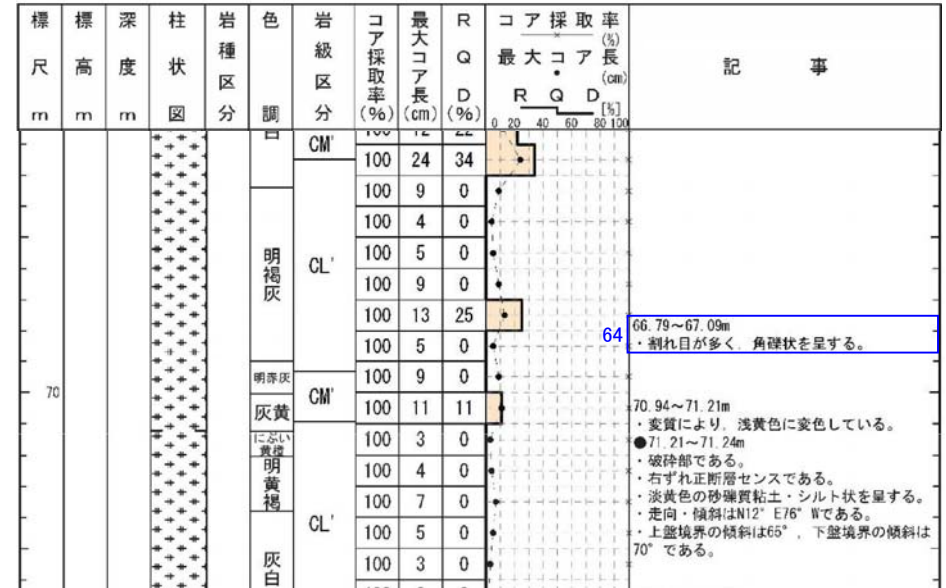 標尺m
標高m
深度m
柱状図
岩種区分
色調
岩級区分
コア採取率(%)
最大コア長(cm)
RQD(%)
コア採取率(%)
最大コア長(cm)
RQD[%]
0 20 40 60 80 100
記事
CM'
100 24 34
100 9 0
100 4 0
明褐灰
CL'
100 5 0
100 9 0
100 13 25
64
66.79～67.09m
・割れ目が多く、角礫状を呈する。
100 5 0
明赤灰
100 9 0
70
CM'
灰黄
100 11 11
70.94～71.21m
・変質により、浅黄色に変色している。
●71.21～71.24m
・破砕部である。
・右ずれ正断層センスである。
・淡黄色の砂礫質粘土・シルト状を呈する。
・走向・傾斜はN12°E76°Wである。
・上盤境界の傾斜は65°、下盤境界の傾斜は
70°である。
にぶい
黄橙
100 3 0
明黄褐
100 4 0
100 7 0
CL'
100 5 0
灰白
100 3 0